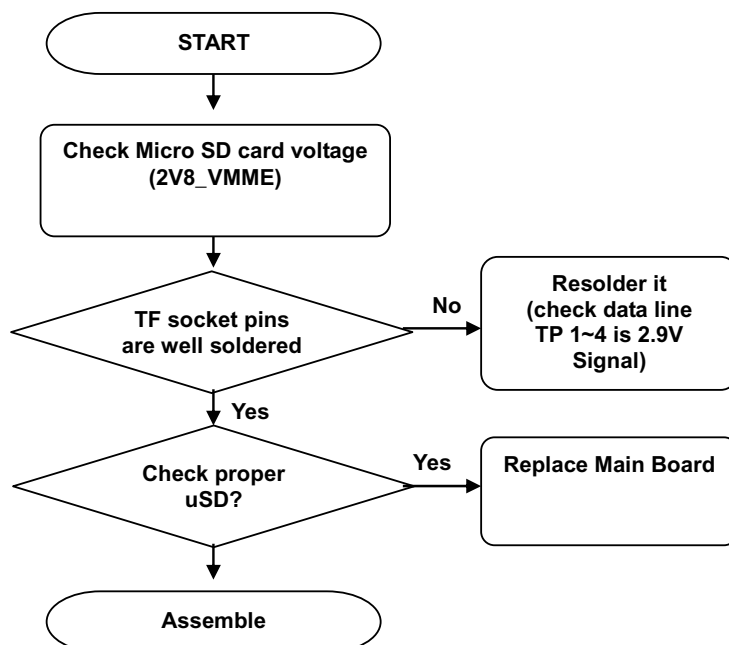 START
Check Micro SD card voltage
(2V8_VMME)
TF socket pins
are well soldered
No
Resolder it
(check data line
TP 1~4 is 2.9V
Signal)
Yes
Check proper
uSD?
Yes
Replace Main Board
Assemble